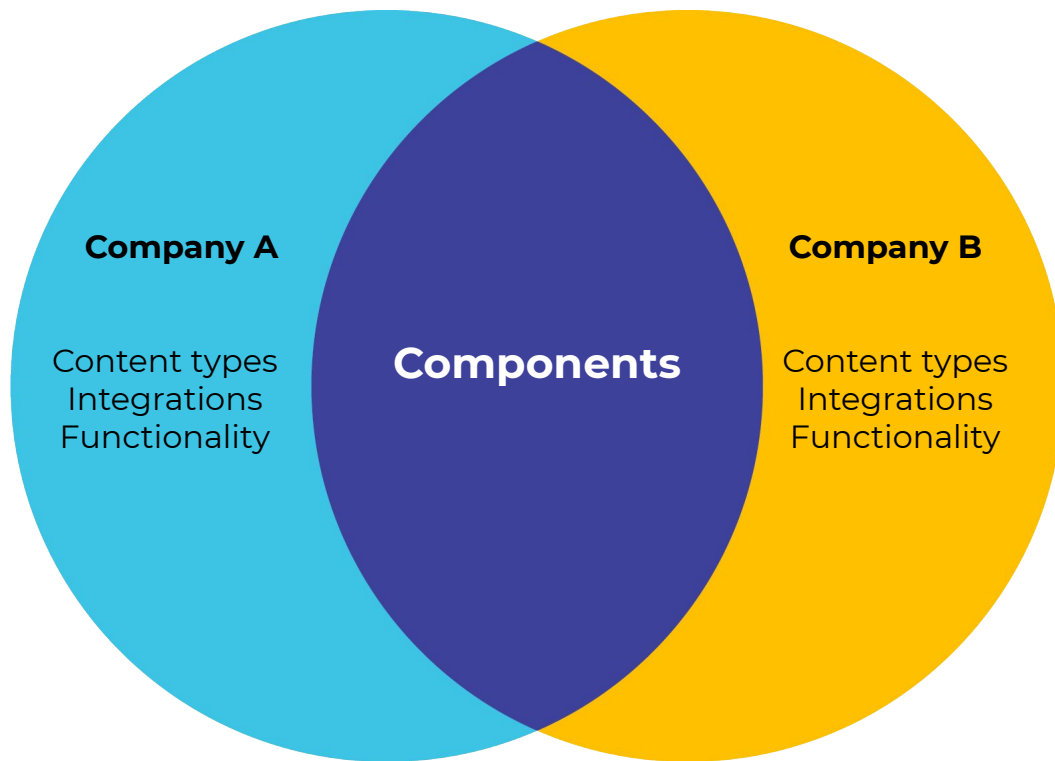 Company A
Content types
Integrations
Functionality
Components
Company B
Content types
Integrations
Functionality